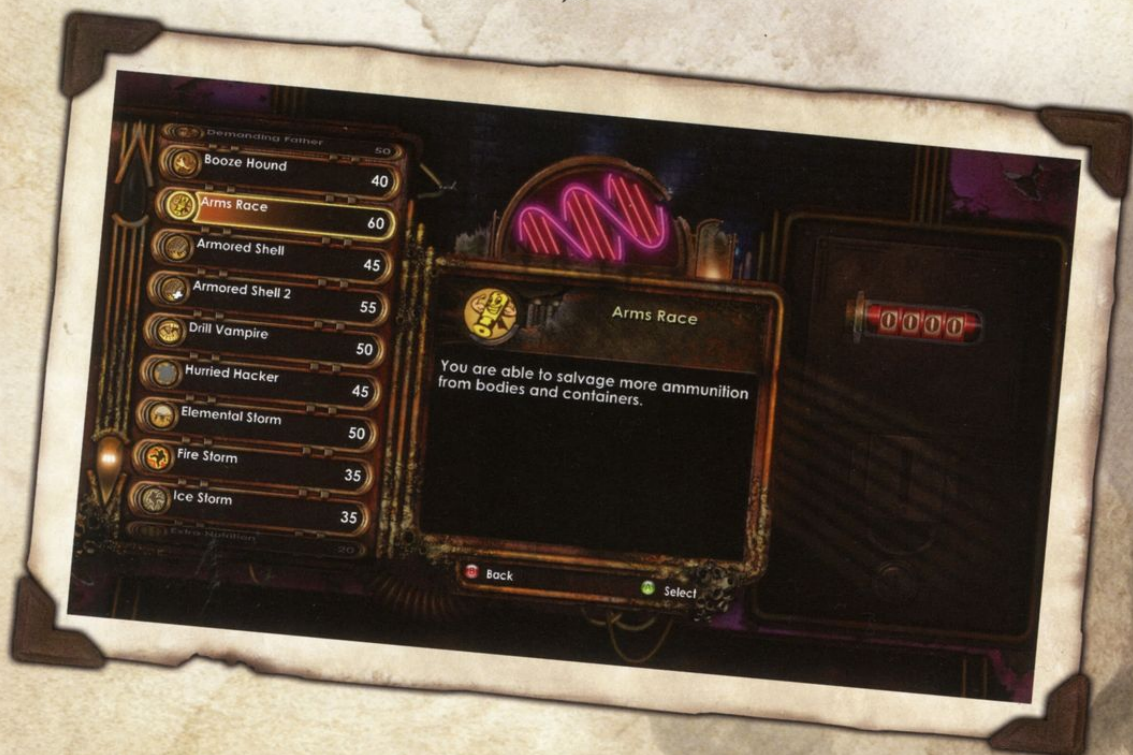 Demanding Father
50
Booze Hound
40
Arms Race
60
Armored Shell
45
Armored Shell 2
55
Drill Vampire
50
Hurried Hacker
45
Elemental Storm
50
Fire Storm
35
Ice Storm
35
Extra Nutrition
20
Arms Race
You are able to salvage more ammunition
from bodies and containers.
Back
Select
0000